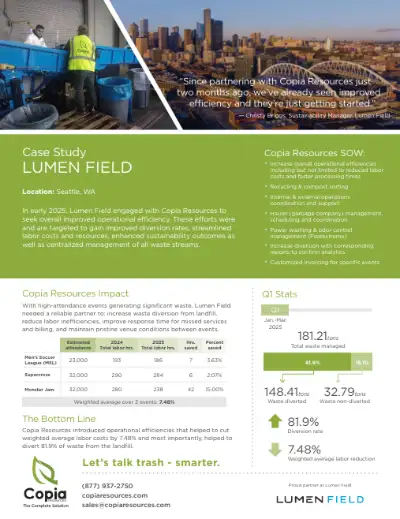 "Since partnering with Copia Resources just
two months ago, we've already seen improved
efficiency and they're just getting started."
— Christy Briggs, Sustainability Manager, Lumen Field
Case Study
LUMEN FIELD
Location: Seattle, WA
In early 2025, Lumen Field engaged with Copia Resources to
seek overall improved operational efficiency. These efforts were
and are targeted to gain improved diversion rates, streamlined
labor costs and resources, enhanced sustainability outcomes as
well as centralized management of all waste streams.
Copia Resources SOW:
* Increase overall operational efficiencies
including but not limited to reduced labor
costs and faster processing times
* Recycling & compost sorting
* Internal & external operations
coordination and support
* Hauler (garbage company) management,
scheduling and coordination
* Power-washing & odor control
management
* Increase diversion with corresponding
reports to confirm analytics
* Customized invoicing for specific events
Copia Resources Impact
With high-attendance events generating significant waste, Lumen Field
needed a reliable partner to: increase waste diversion from landfill,
reduce labor inefficiencies, improve response time for missed services
and billing, and maintain pristine venue conditions between events.
Estimated attendance 2024 Total labor hrs. 2025 Total labor hrs. Hrs. saved Percent saved
Men's Soccer League (MSL) 23,000 193 186 7 3.63%
Supercross 32,000 290 284 6 2.07%
Monster Jam 32,000 280 238 42 15.00%
Weighted average over 3 events: 7.48%
The Bottom Line
Copia Resources introduced operational efficiencies that helped to cut
weighted average labor costs by 7.48% and most importantly, helped to
divert 81.9% of waste from the landfill.
Q1 Stats
Q1
Jan.-Mar.
2025
181.21tons
Total waste managed
81.9%
18.1%
148.41tons
Waste diverted
32.79tons
Waste non-diverted
81.9%
Diversion rate
7.48%
Weighted average labor reduction
Let's talk trash - smarter.
Copia
The Complete Solution
(877) 937-2750
copiaresources.com
sales@copiaresources.com
Proud partner at Lumen Field
LUMEN FIELD